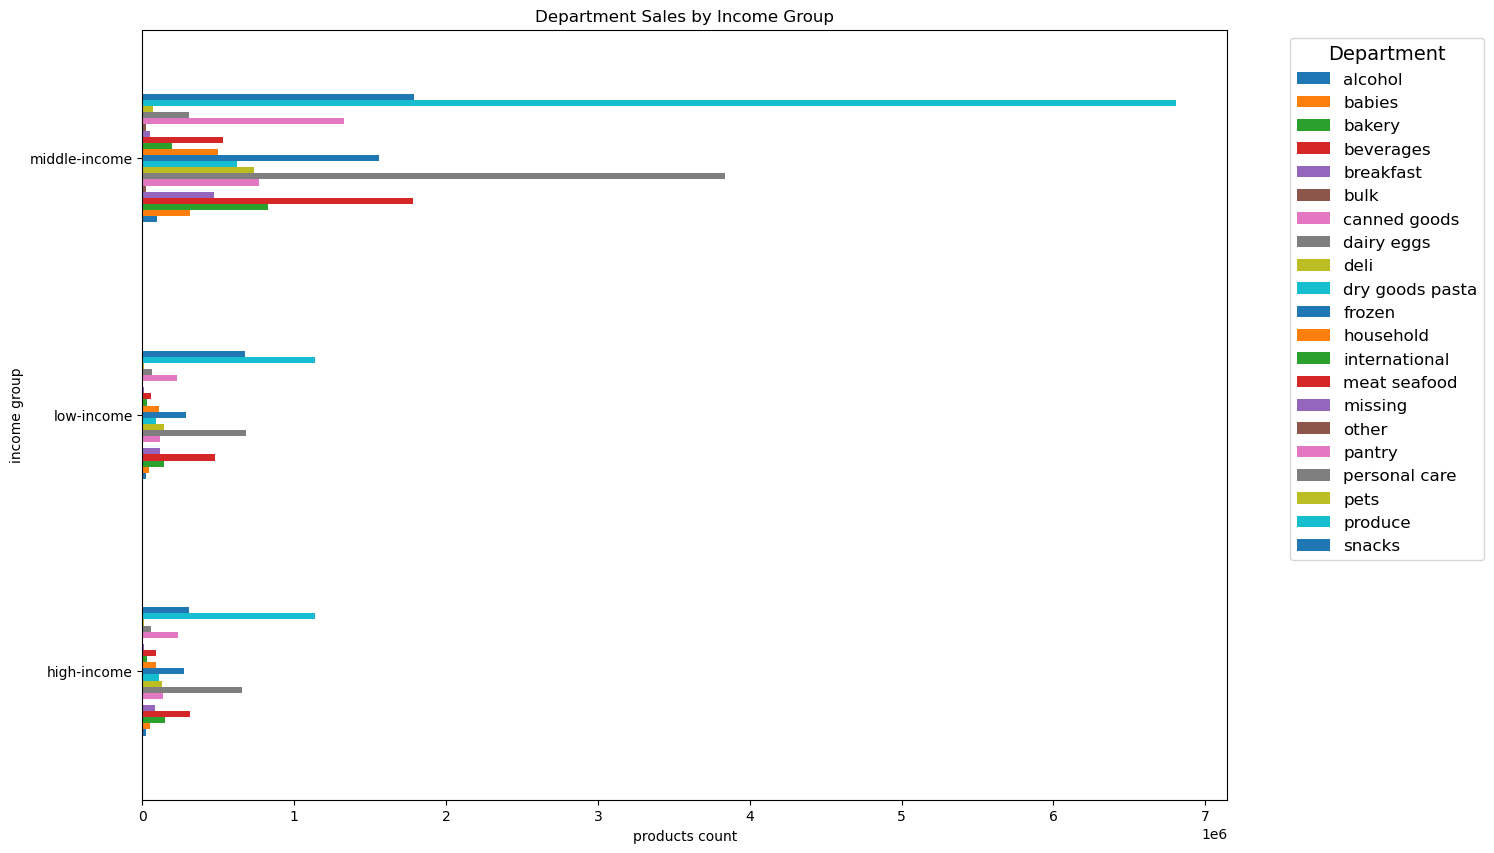 Department Sales by Income Group
middle-income
low-income
high-income
income group
0 1 2 3 4 5 6 7
1e6
products count
Department
alcohol
babies
bakery
beverages
breakfast
bulk
canned goods
dairy eggs
deli
dry goods pasta
frozen
household
international
meat seafood
missing
other
pantry
personal care
pets
produce
snacks